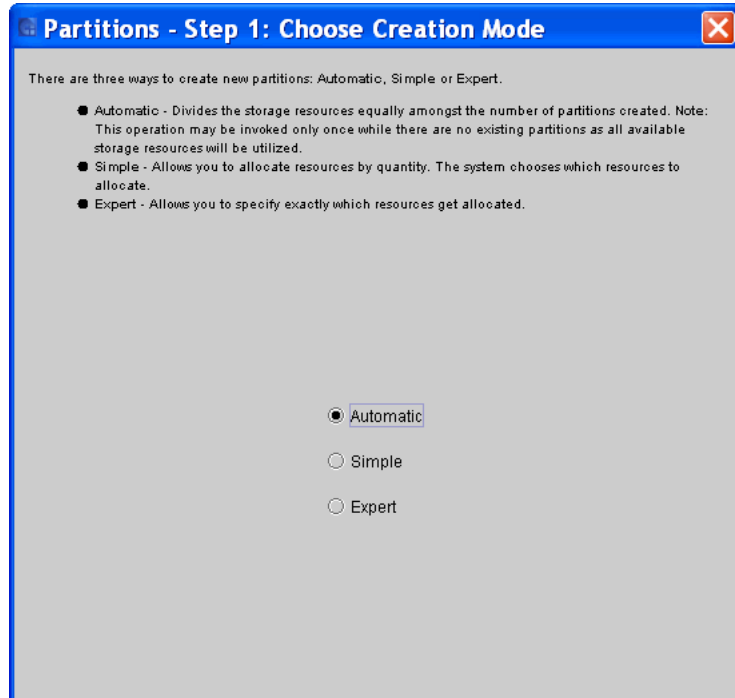 Partitions - Step 1: Choose Creation Mode
There are three ways to create new partitions: Automatic, Simple or Expert.
● Automatic - Divides the storage resources equally amongst the number of partitions created. Note:
This operation may be invoked only once while there are no existing partitions as all available
storage resources will be utilized.
● Simple - Allows you to allocate resources by quantity. The system chooses which resources to
allocate.
● Expert - Allows you to specify exactly which resources get allocated.
Automatic
Simple
Expert